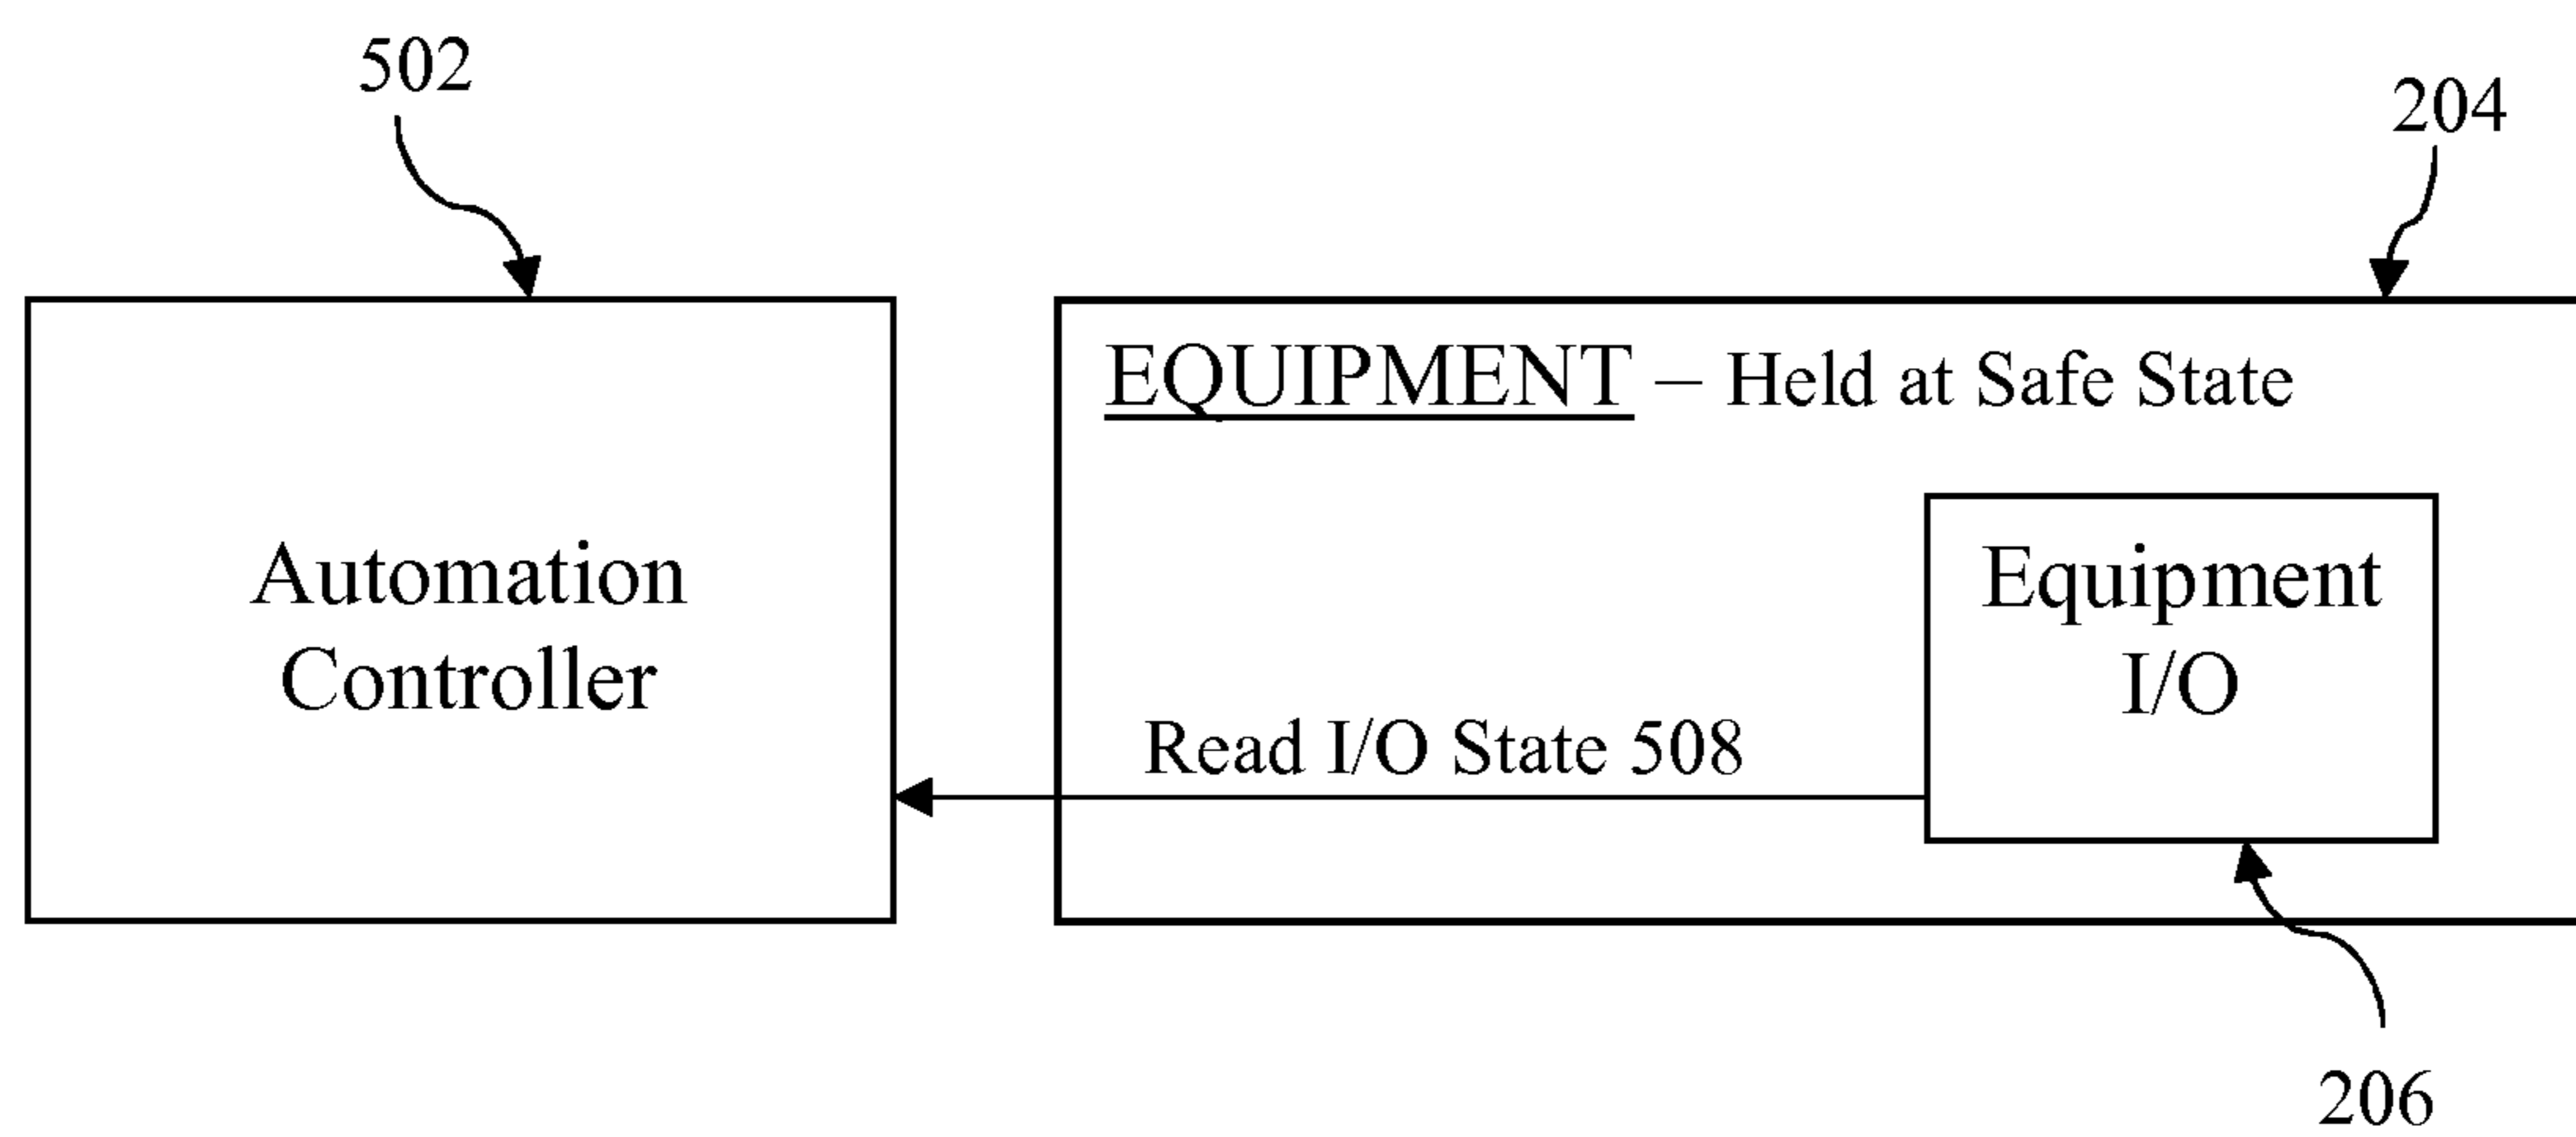 502
204
EQUIPMENT – Held at Safe State
Automation
Controller
Equipment
I/O
Read I/O State 508
206